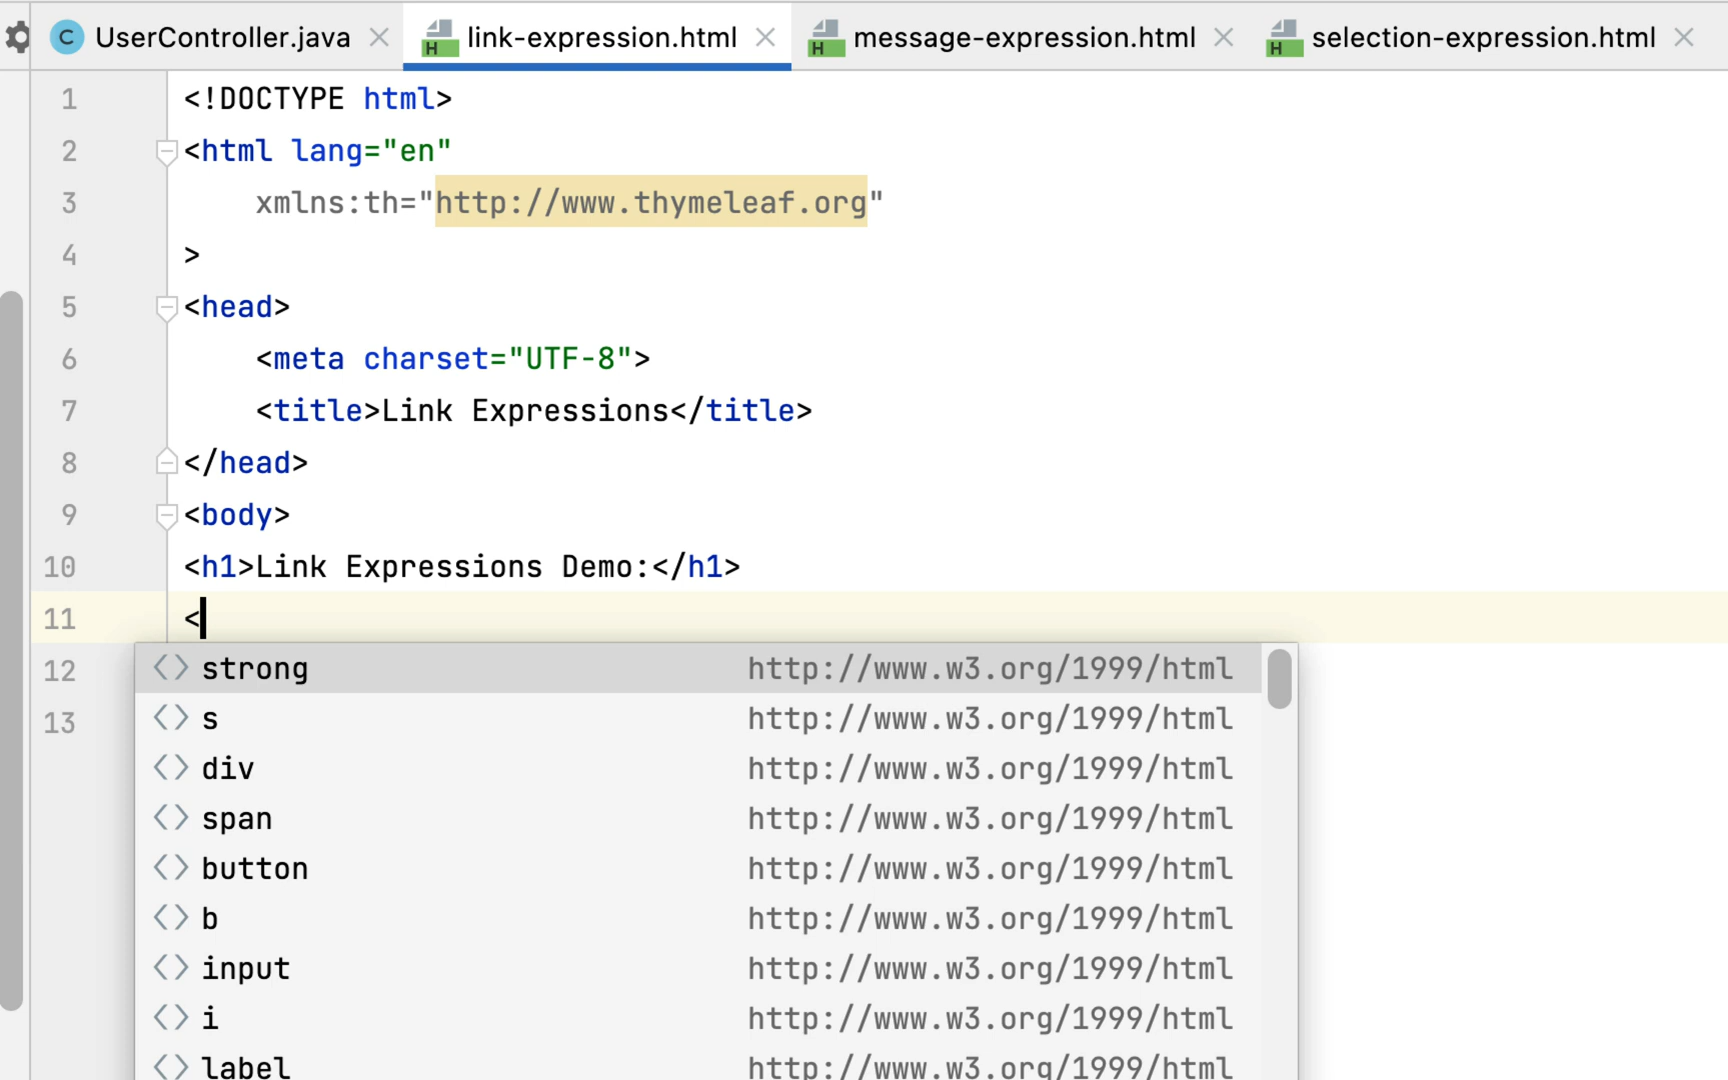 C UserController.java H link-expression.html H message-expression.html H selection-expression.html
1 <!DOCTYPE html>
2 <html lang="en"
3 xmlns:th="http://www.thymeleaf.org"
4 >
5 <head>
6 <meta charset="UTF-8">
7 <title>Link Expressions</title>
8 </head>
9 <body>
10 <h1>Link Expressions Demo:</h1>
11 <
12 <> strong http://www.w3.org/1999/html
13 <> s http://www.w3.org/1999/html
<> div http://www.w3.org/1999/html
<> span http://www.w3.org/1999/html
<> button http://www.w3.org/1999/html
<> b http://www.w3.org/1999/html
<> input http://www.w3.org/1999/html
<> i http://www.w3.org/1999/html
<> label http://www.w3.org/1999/html